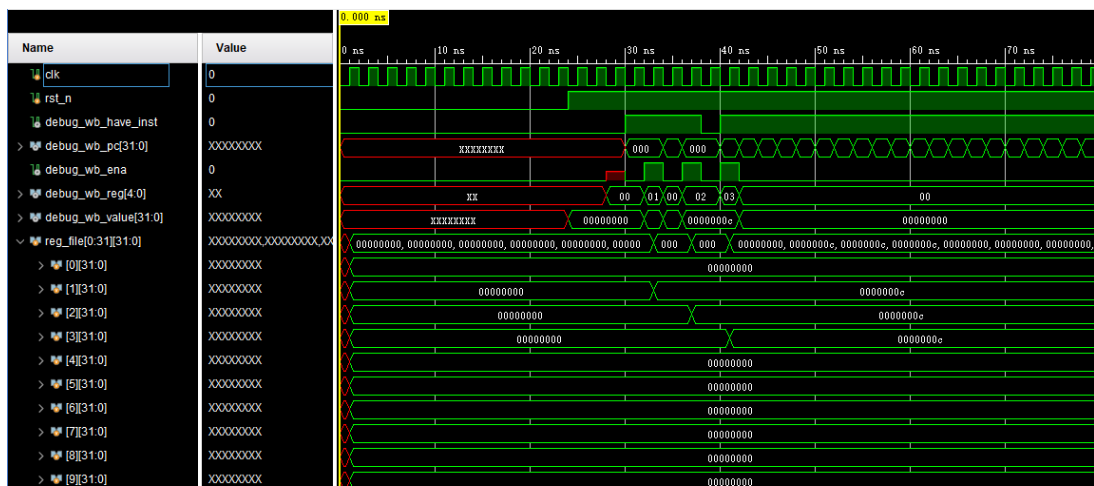 0.000 ns
Name Value 0 ns 10 ns 20 ns 30 ns 40 ns 50 ns 60 ns 70 ns
clk 0
rst_n 0
debug_wb_have_inst 0
debug_wb_pc[31:0] XXXXXXXX XXXXXXXX 000 000
debug_wb_ena 0
debug_wb_reg[4:0] XX XX 00 01 00 02 03 00
debug_wb_value[31:0] XXXXXXXX XXXXXXXX 00000000 0000000c 00000000
reg_file[0:31][31:0] XXXXXXXX,XXXXXXXX,XX 00000000, 00000000, 00000000, 00000000, 00000000, 00000 000 000 00000000, 0000000c, 0000000c, 0000000c, 00000000, 00000000, 00000000,
[0][31:0] XXXXXXXX 00000000
[1][31:0] XXXXXXXX 00000000 0000000c
[2][31:0] XXXXXXXX 00000000 0000000c
[3][31:0] XXXXXXXX 00000000 0000000c
[4][31:0] XXXXXXXX 00000000
[5][31:0] XXXXXXXX 00000000
[6][31:0] XXXXXXXX 00000000
[7][31:0] XXXXXXXX 00000000
[8][31:0] XXXXXXXX 00000000
[9][31:0] XXXXXXXX 00000000